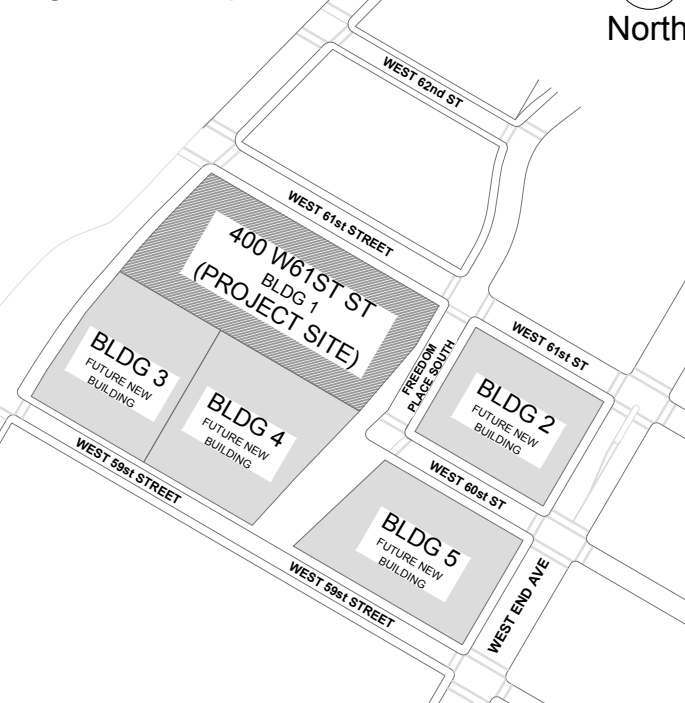 North
WEST 62nd ST
WEST 61st STREET
400 W61ST ST
BLDG 1
(PROJECT SITE)
BLDG 3
FUTURE NEW
BUILDING
BLDG 4
FUTURE NEW
BUILDING
FREEDOM
PLACE SOUTH
WEST 61st ST
BLDG 2
FUTURE NEW
BUILDING
WEST 59st STREET
WEST 60st ST
BLDG 5
FUTURE NEW
BUILDING
WEST 59st STREET
WEST END AVE